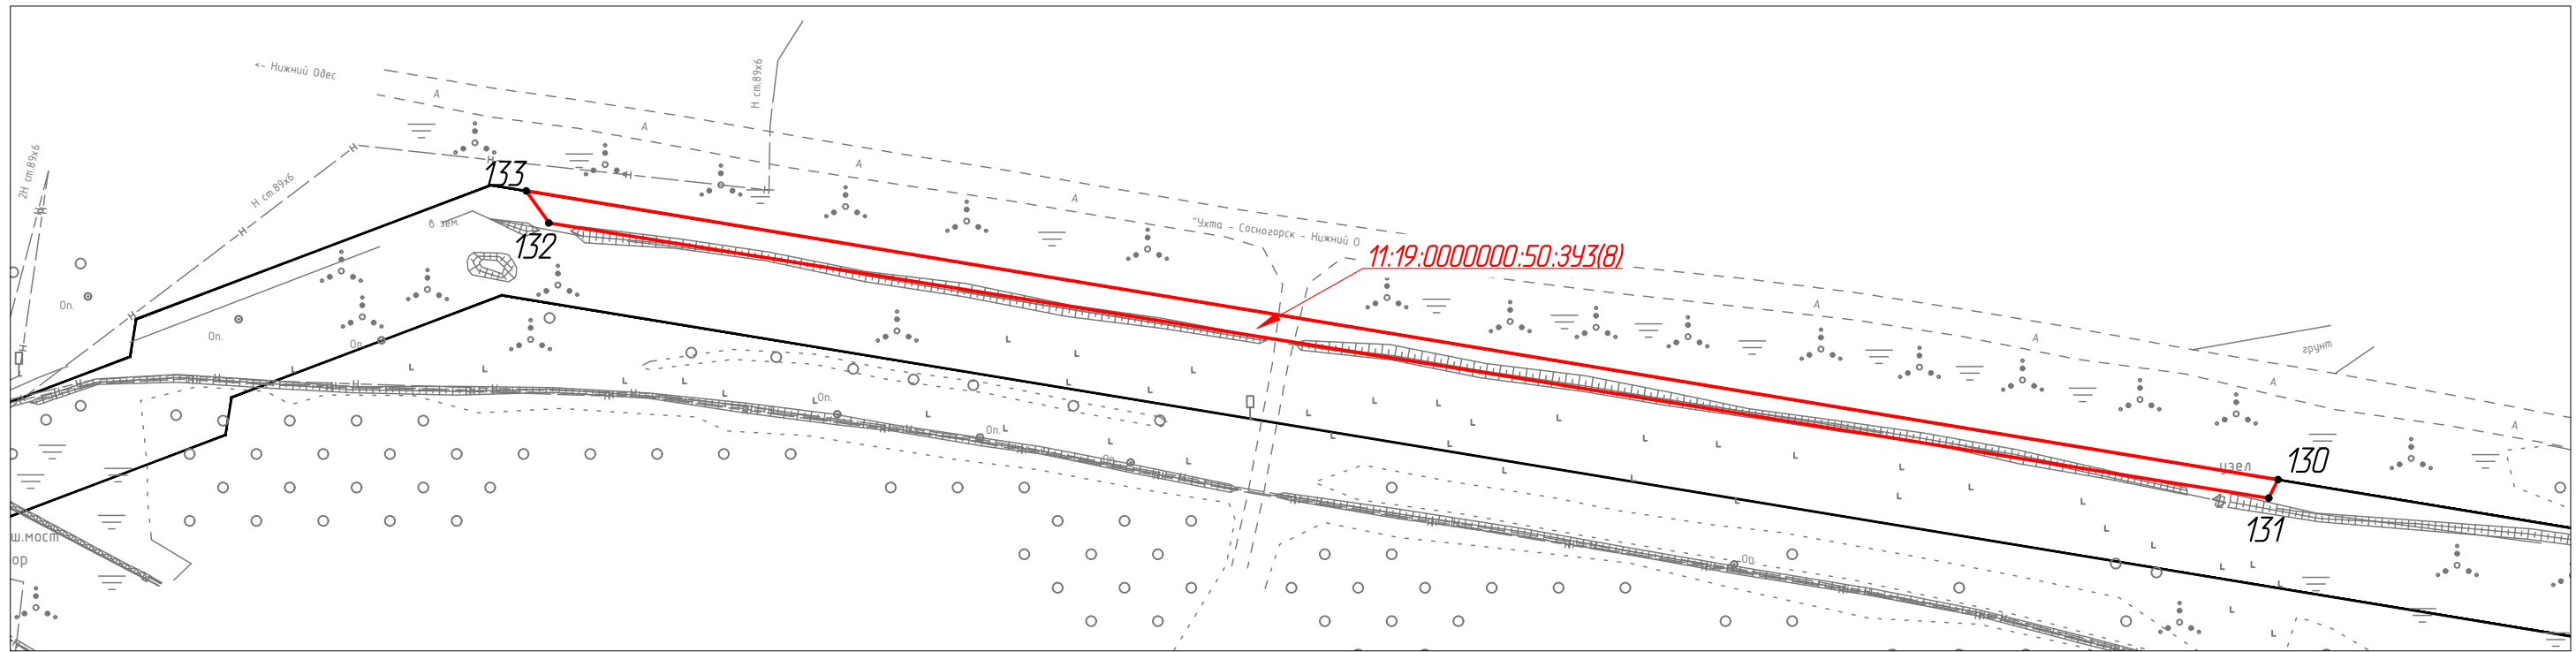 <- Нижний Одес
А
А
Н ст.89х6
2Н ст.89х6
Н ст.89х6
А
А
133
в зем.
132
"Ухта - Сосногорск - Нижний О
11:19:0000000:50:ЗУ3(8)
Оп.
Оп.
Оп.
А
А
грунт
А
А
Оп.
Оп.
Оп.
узел
130
131
Оп.
ш.мост
ор